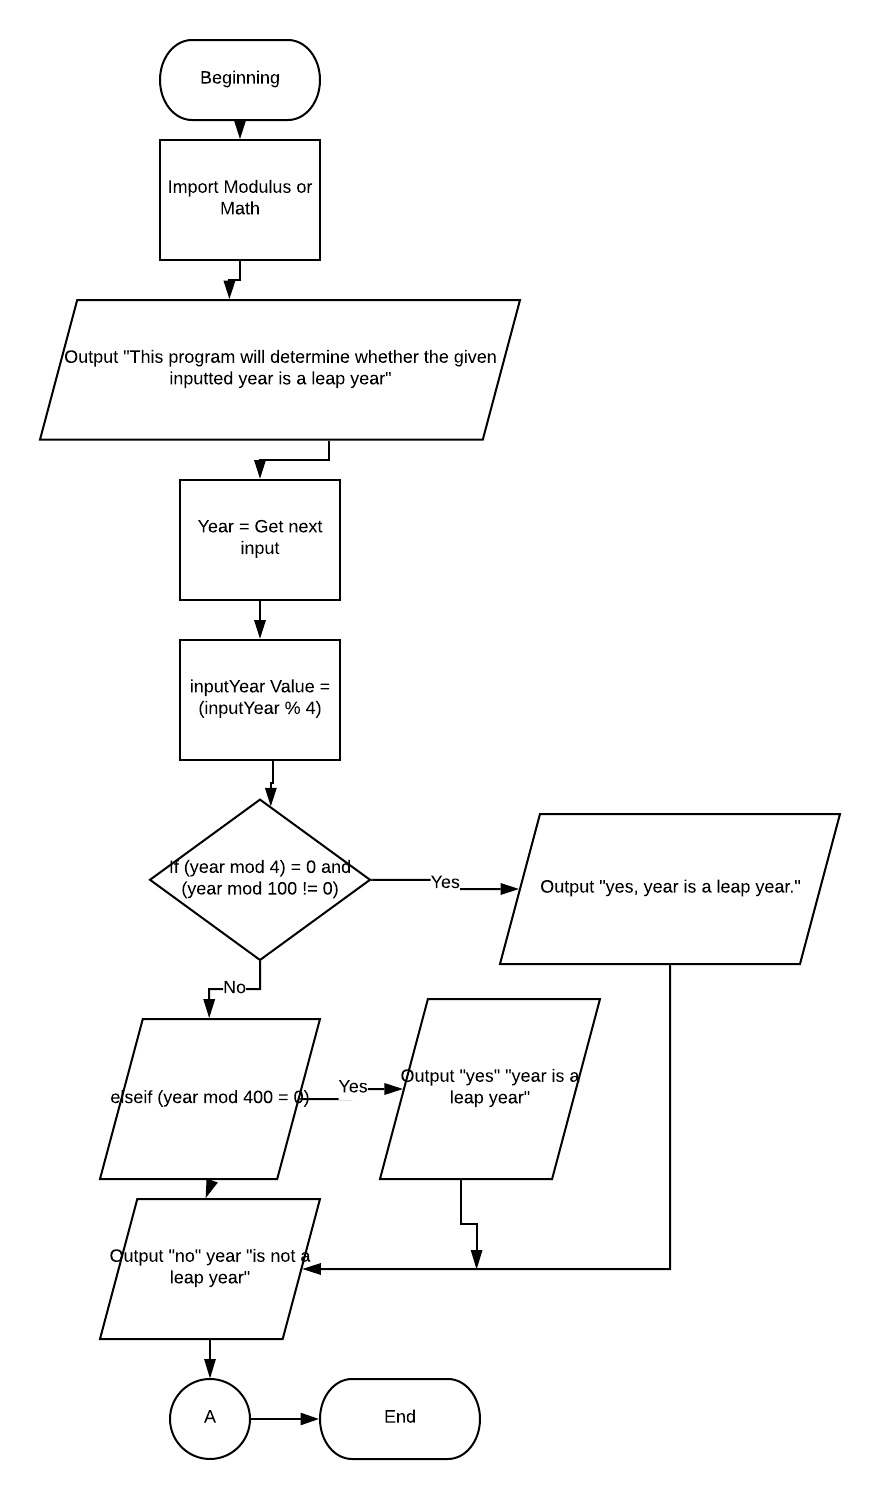 Beginning
Import Modulus or
Math
Output "This program will determine whether the given
inputted year is a leap year"
Year = Get next
input
inputYear Value =
(inputYear % 4)
if (year mod 4) = 0 and
(year mod 100 != 0)
Yes
Output "yes, year is a leap year."
No
elseif (year mod 400 = 0)
Yes
Output "yes" "year is a
leap year"
Output "no" year "is not a
leap year"
A
End